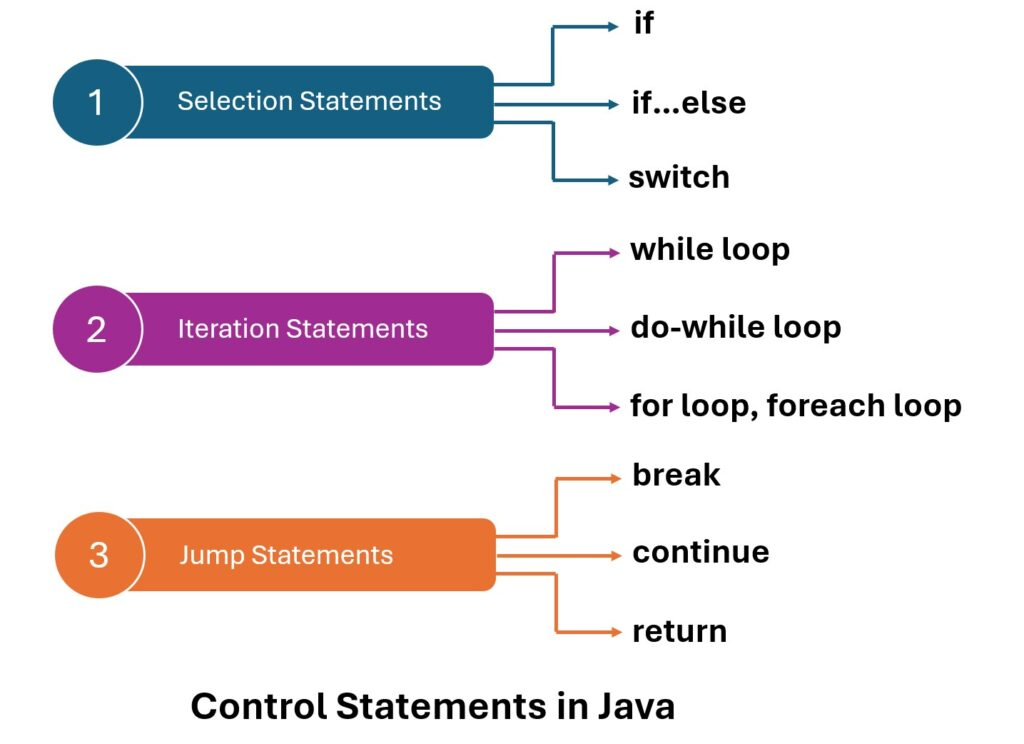 1
Selection Statements
if
if...else
switch
2
Iteration Statements
while loop
do-while loop
for loop, foreach loop
3
Jump Statements
break
continue
return
Control Statements in Java